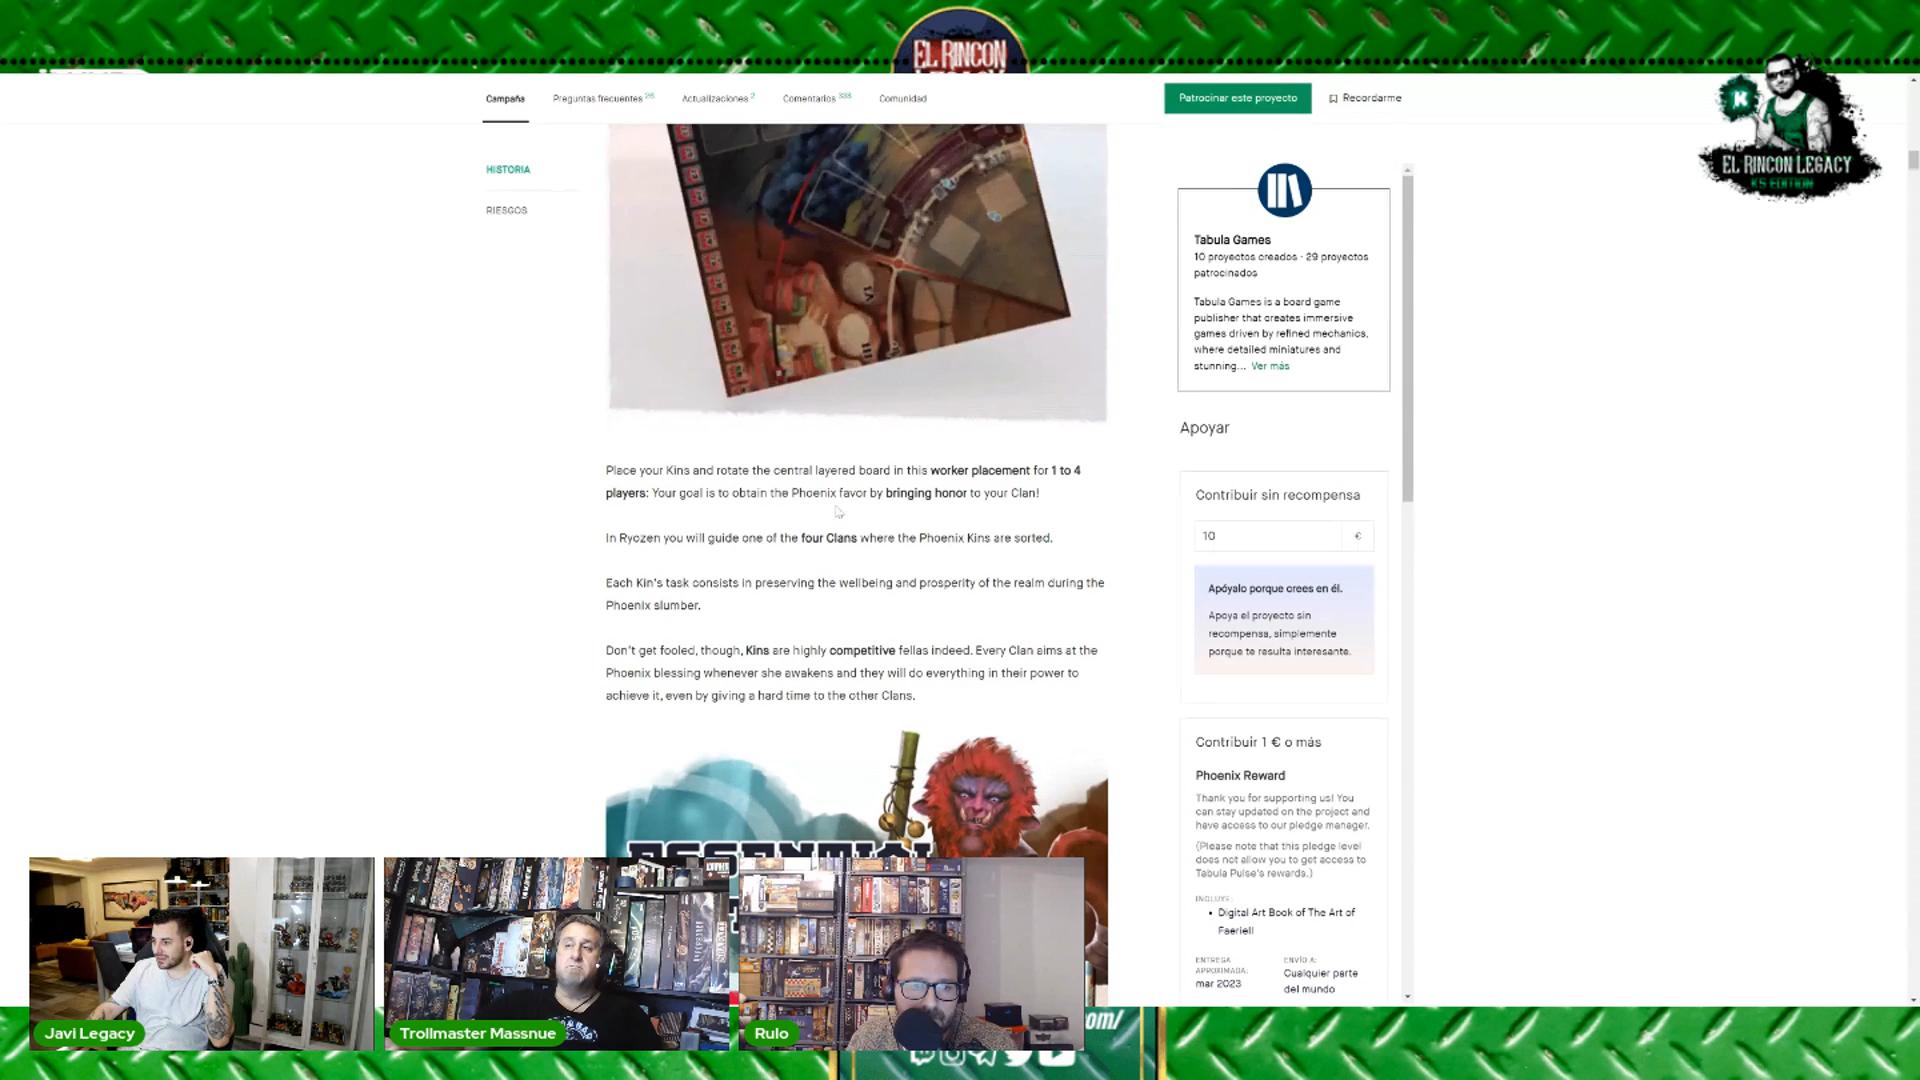 EL RINCON
LEGACY
Campaña
Preguntas frecuentes 26
Actualizaciones 2
Comentarios 338
Comunidad
Patrocinar este proyecto
Recordarme
K
EL RINCON LEGACY
KS EDITION
HISTORIA
RIESGOS
Tabula Games
10 proyectos creados · 29 proyectos
patrocinados
Tabula Games is a board game
publisher that creates immersive
games driven by refined mechanics,
where detailed miniatures and
stunning... Ver más
Apoyar
Place your Kins and rotate the central layered board in this worker placement for 1 to 4
players: Your goal is to obtain the Phoenix favor by bringing honor to your Clan!
In Ryozen you will guide one of the four Clans where the Phoenix Kins are sorted.
Each Kin's task consists in preserving the wellbeing and prosperity of the realm during the
Phoenix slumber.
Don't get fooled, though, Kins are highly competitive fellas indeed. Every Clan aims at the
Phoenix blessing whenever she awakens and they will do everything in their power to
achieve it, even by giving a hard time to the other Clans.
Contribuir sin recompensa
10 €
Apóyalo porque crees en él.
Apoya el proyecto sin
recompensa, simplemente
porque te resulta interesante.
Contribuir 1 € o más
Phoenix Reward
Thank you for supporting us! You
can stay updated on the project and
have access to our pledge manager.
(Please note that this pledge level
does not allow you to get access to
Tabula Pulse's rewards.)
INCLUYE:
• Digital Art Book of The Art of
Faeriell
ENTREGA
APROXIMADA:
mar 2023
ENVÍO A:
Cualquier parte
del mundo
ESSENTIAL
Javi Legacy
Trollmaster Massnue
Rulo
om/